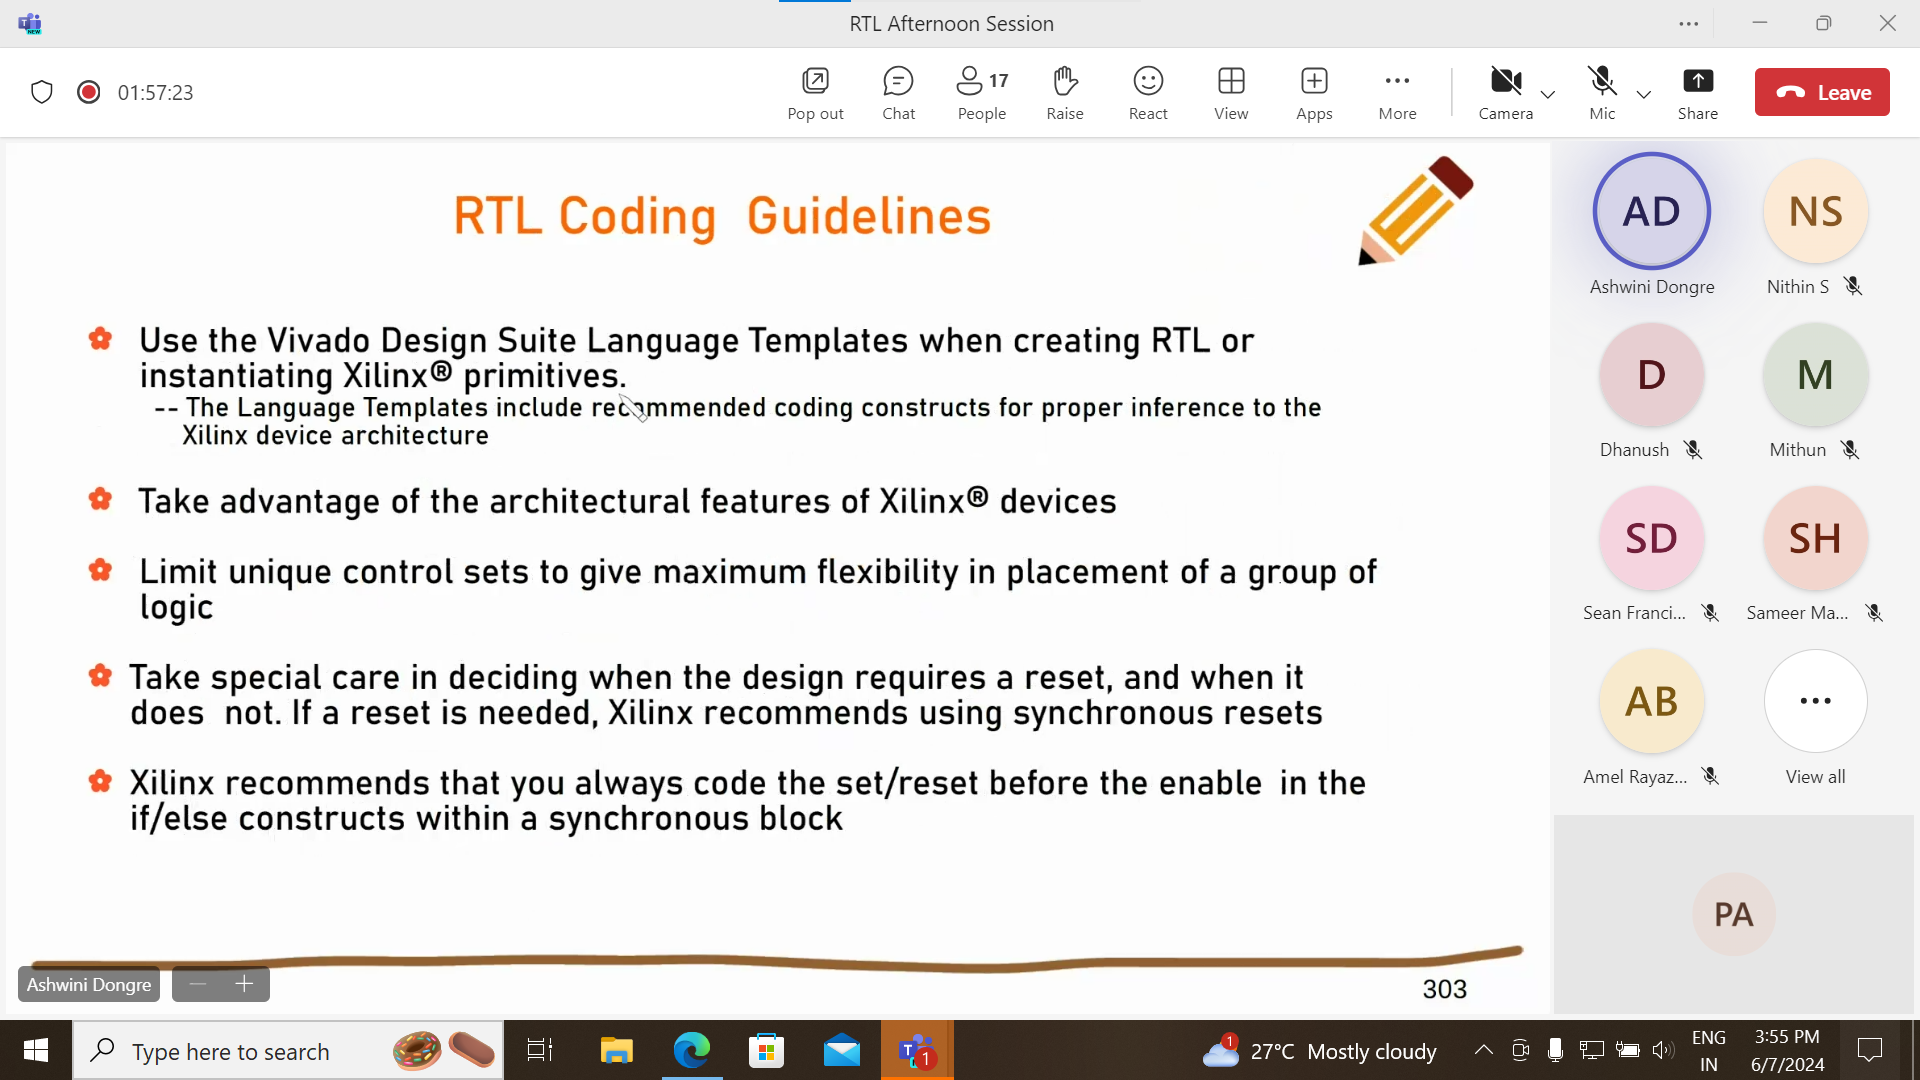 RTL Afternoon Session
NEW
01:57:23
Pop out
Chat
17
People
Raise
React
View
Apps
More
Camera
Mic
Share
Leave
RTL Coding Guidelines
Use the Vivado Design Suite Language Templates when creating RTL or
instantiating Xilinx® primitives.
-- The Language Templates include recommended coding constructs for proper inference to the
Xilinx device architecture
Take advantage of the architectural features of Xilinx® devices
Limit unique control sets to give maximum flexibility in placement of a group of
logic
Take special care in deciding when the design requires a reset, and when it
does not. If a reset is needed, Xilinx recommends using synchronous resets
Xilinx recommends that you always code the set/reset before the enable in the
if/else constructs within a synchronous block
303
Ashwini Dongre
AD
Ashwini Dongre
NS
Nithin S
D
Dhanush
M
Mithun
SD
Sean Franci...
SH
Sameer Ma...
AB
Amel Rayaz...
View all
PA
Type here to search
T
1
1
27°C Mostly cloudy
ENG
IN
3:55 PM
6/7/2024